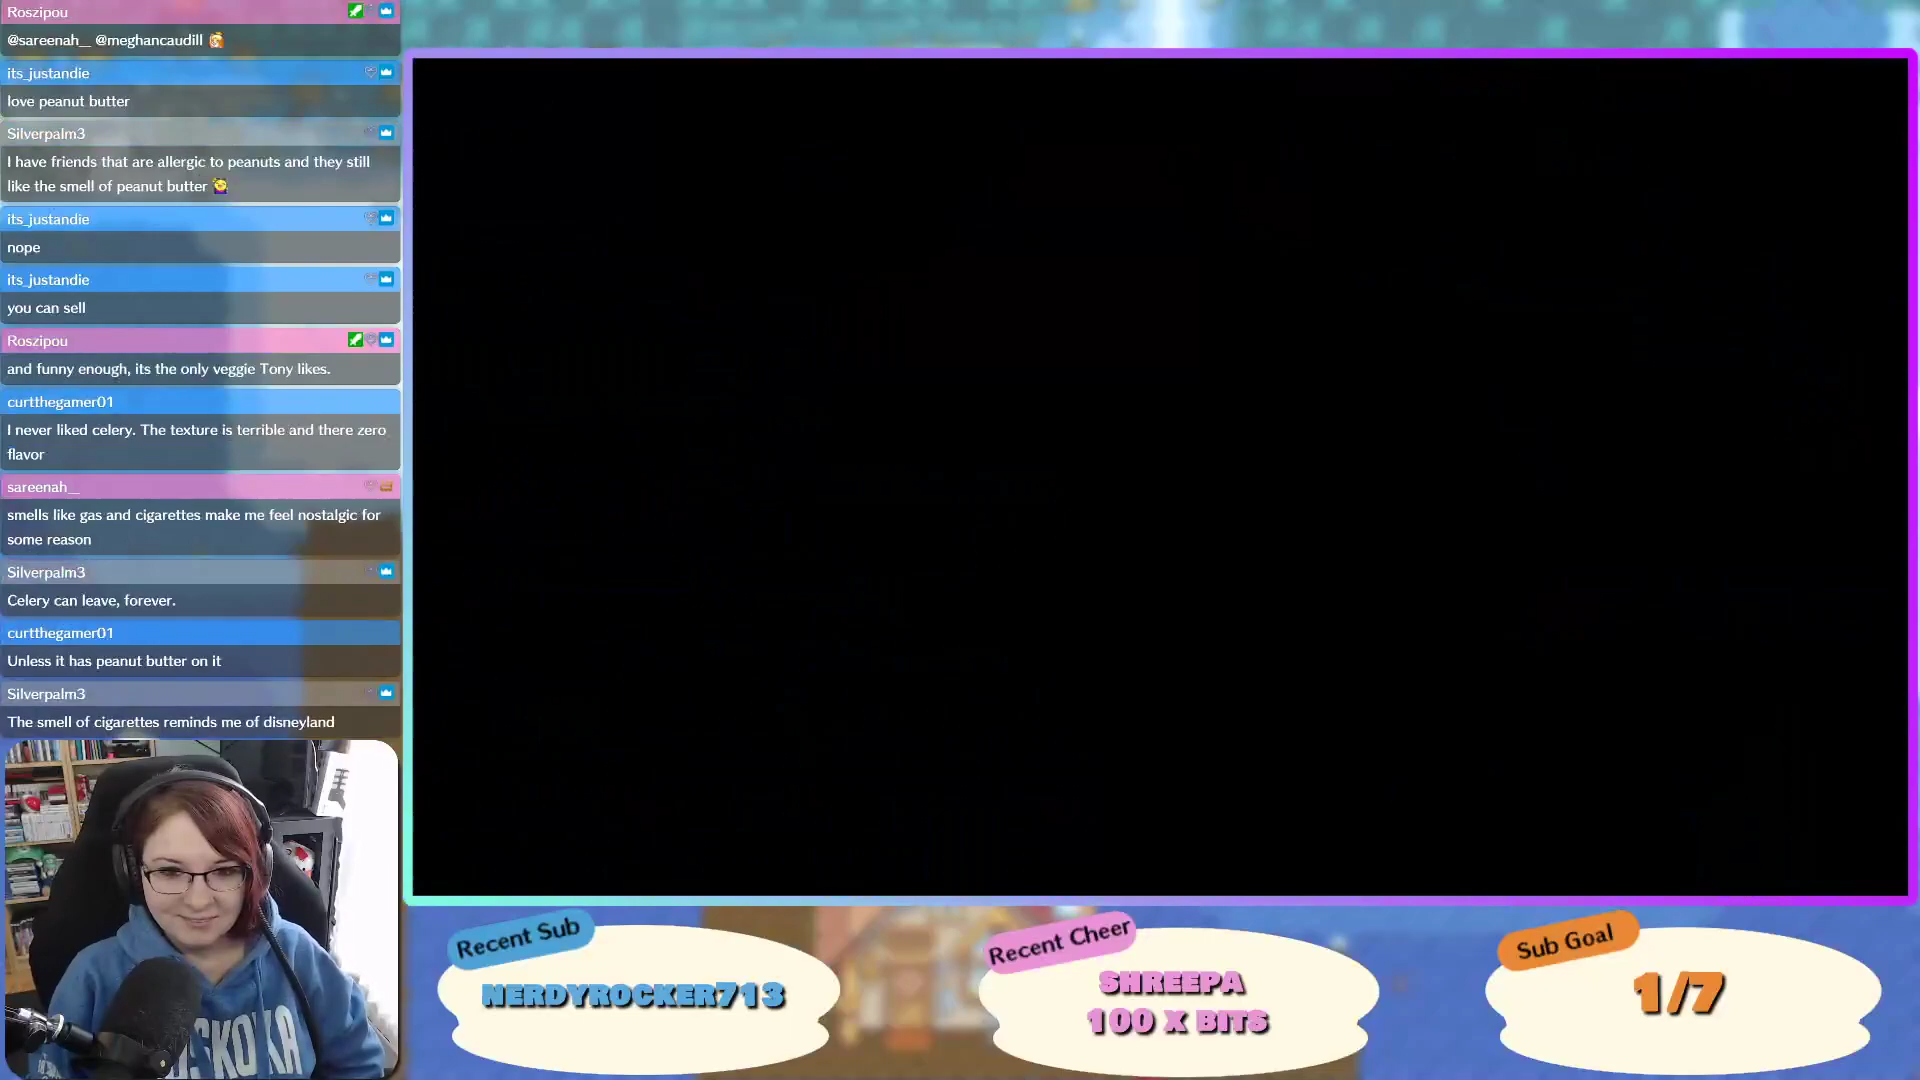 Roszipou
@sareenah__ @meghancaudill
its_justandie
love peanut butter
Silverpalm3
I have friends that are allergic to peanuts and they still
like the smell of peanut butter
its_justandie
nope
its_justandie
you can sell
Roszipou
and funny enough, its the only veggie Tony likes.
curtthegamer01
I never liked celery. The texture is terrible and there zero
flavor
sareenah__
smells like gas and cigarettes make me feel nostalgic for
some reason
Silverpalm3
Celery can leave, forever.
curtthegamer01
Unless it has peanut butter on it
Silverpalm3
The smell of cigarettes reminds me of disneyland
Recent Sub
NERDYROCKER713
Recent Cheer
SHREEPA
100 X BITS
Sub Goal
1/7